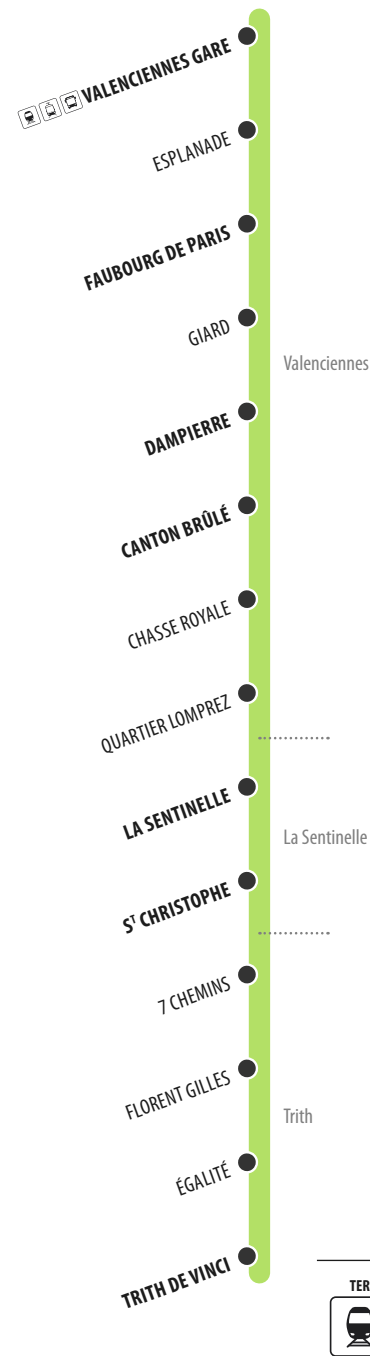 VALENCIENNES GARE
ESPLANADE
FAUBOURG DE PARIS
GIARD
Valenciennes
DAMPIERRE
CANTON BRÛLÉ
CHASSE ROYALE
QUARTIER LOMPREZ
LA SENTINELLE
La Sentinelle
Sᵀ CHRISTOPHE
7 CHEMINS
FLORENT GILLES
Trith
ÉGALITÉ
TRITH DE VINCI
TER